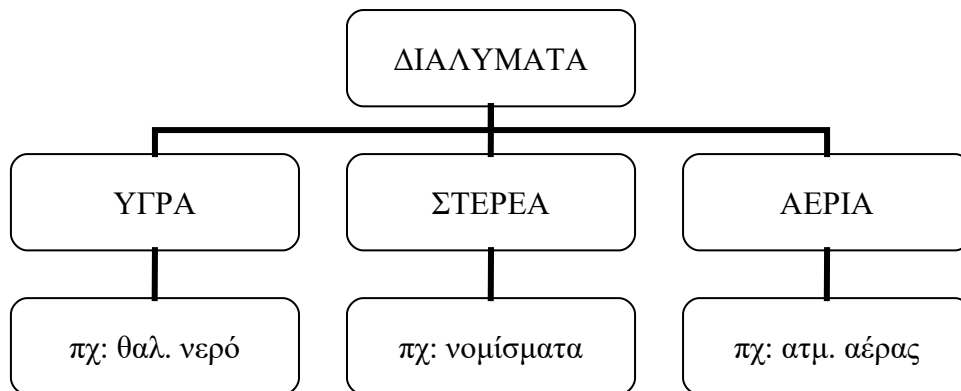 ΔΙΑΛΥΜΑΤΑ
ΥΓΡΑ
ΣΤΕΡΕΑ
ΑΕΡΙΑ
πχ: θαλ. νερό
πχ: νομίσματα
πχ: ατμ. αέρας